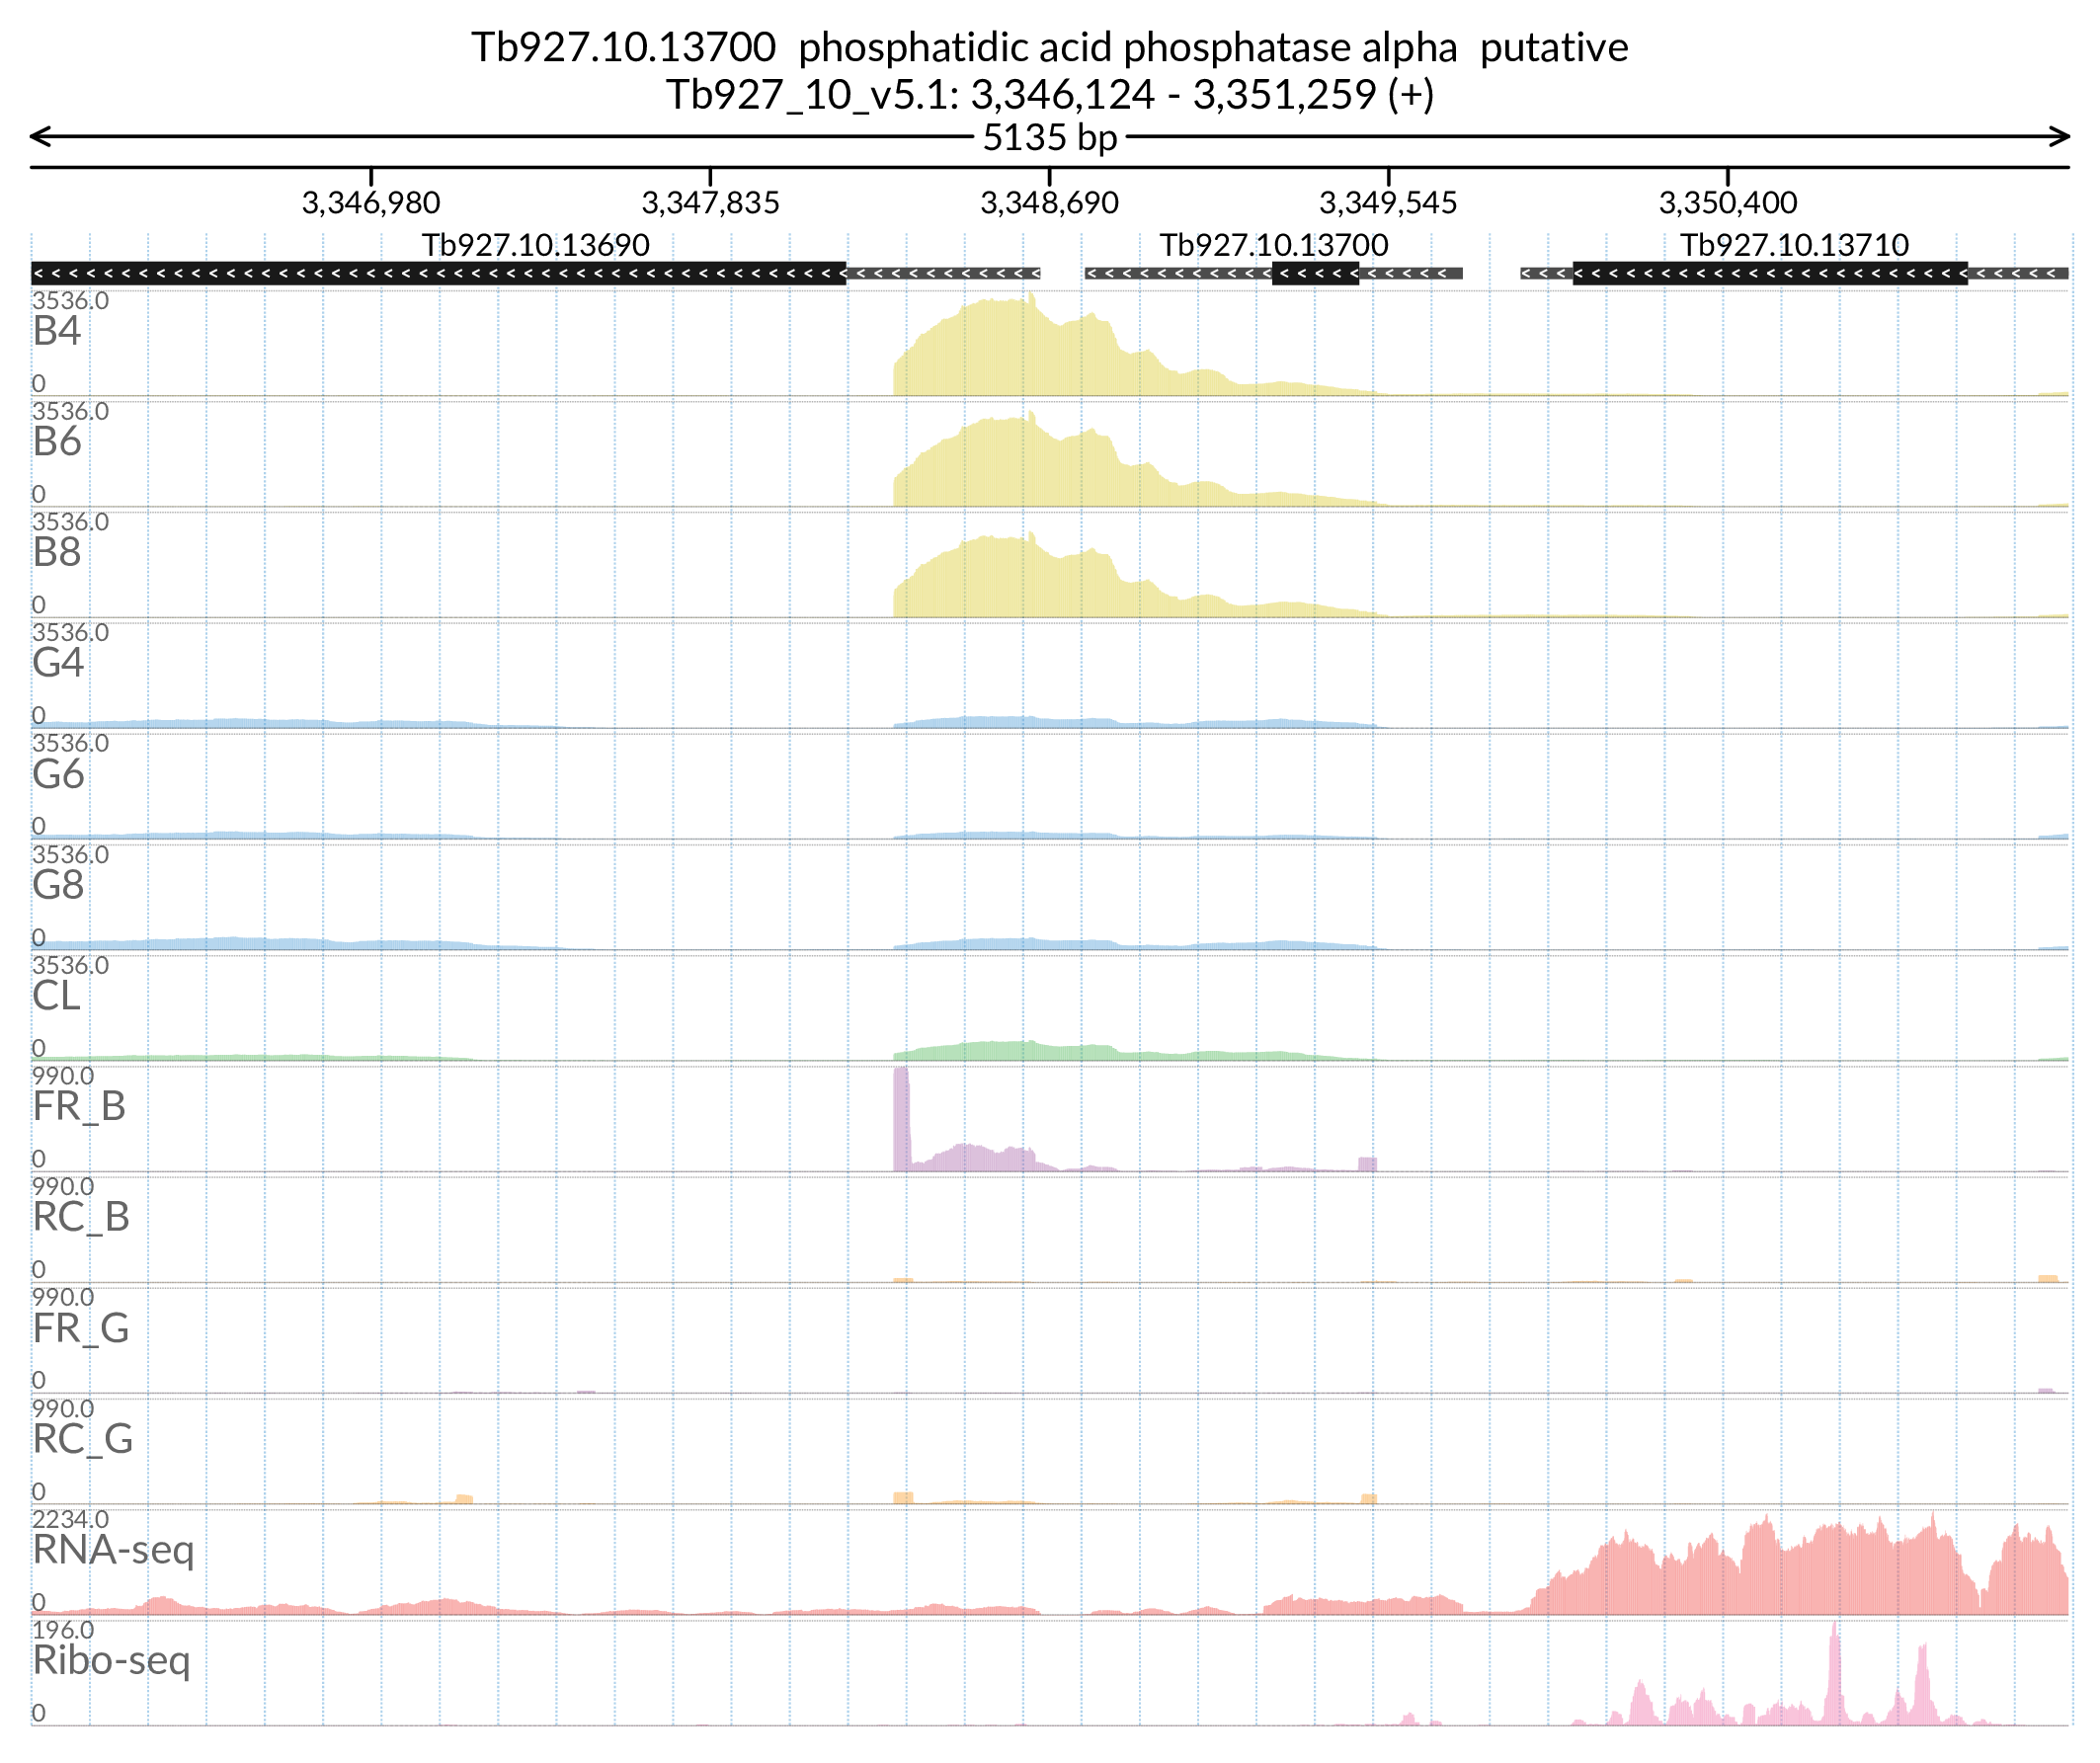 Tb927.10.13700  phosphatidic acid phosphatase alpha  putative
Tb927_10_v5.1: 3,346,124 - 3,351,259 (+)
5135 bp
3,346,980 3,347,835 3,348,690 3,349,545 3,350,400
Tb927.10.13690 Tb927.10.13700 Tb927.10.13710
3536.0
B4
0
3536.0
B6
0
3536.0
B8
0
3536.0
G4
0
3536.0
G6
0
3536.0
G8
0
3536.0
CL
0
990.0
FR_B
0
990.0
RC_B
0
990.0
FR_G
0
990.0
RC_G
0
2234.0
RNA-seq
0
196.0
Ribo-seq
0